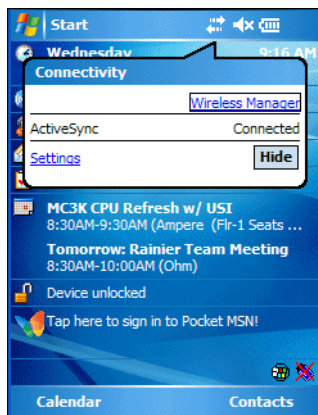 Start
Wednesday 9:16 AM
Connectivity
Wireless Manager
ActiveSync Connected
Settings Hide
MC3K CPU Refresh w/ USI
8:30AM-9:30AM (Ampere (Flr-1 Seats ...
Tomorrow: Rainier Team Meeting
8:30AM-10:00AM (Ohm)
Device unlocked
Tap here to sign in to Pocket MSN!
Calendar Contacts